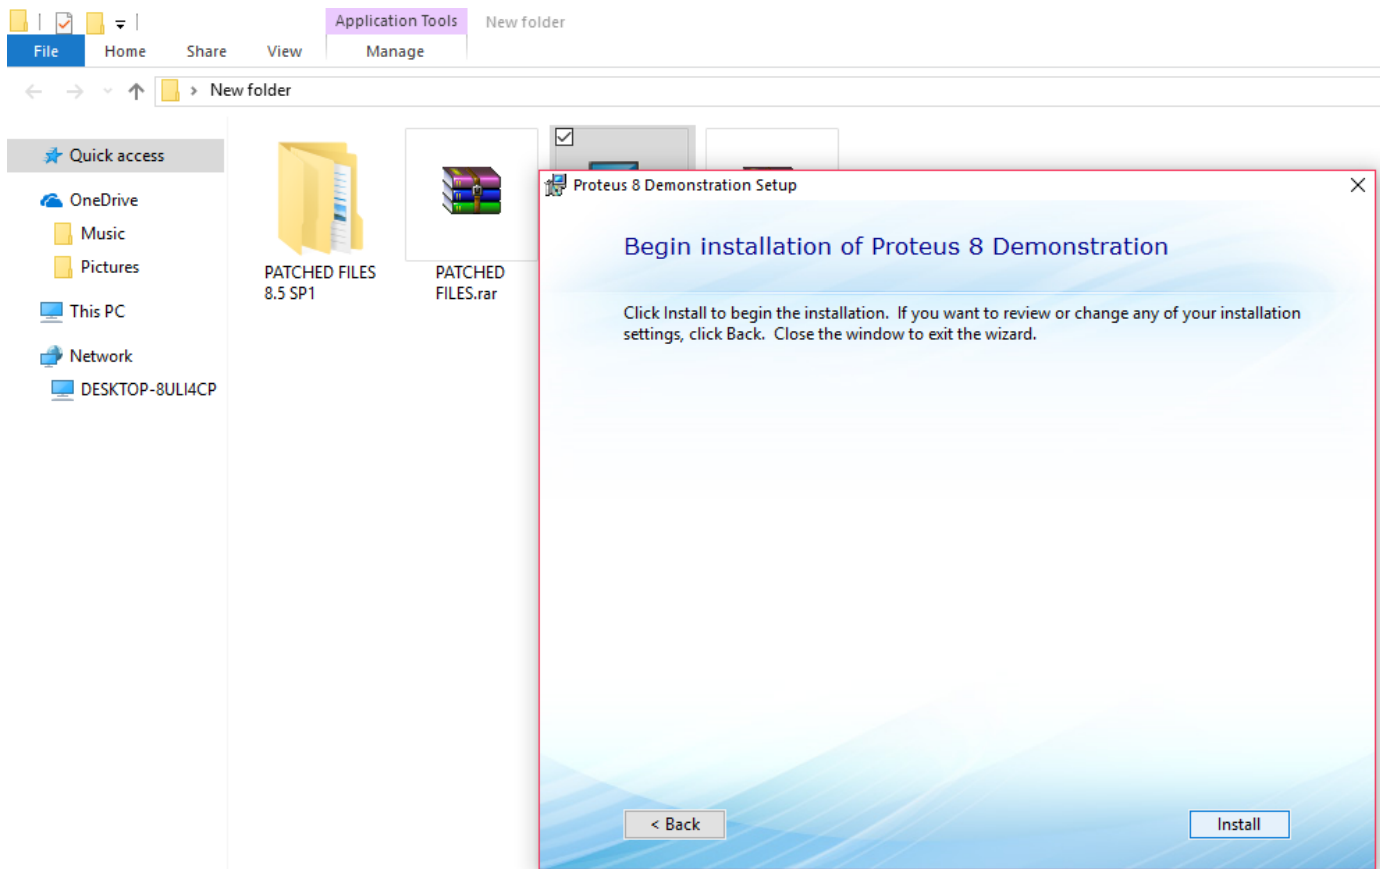 Application Tools New folder
File Home Share View Manage
New folder
Quick access
OneDrive
Music
Pictures
This PC
Network
DESKTOP-8ULI4CP
PATCHED FILES
8.5 SP1
PATCHED
FILES.rar
Proteus 8 Demonstration Setup
Begin installation of Proteus 8 Demonstration
Click Install to begin the installation. If you want to review or change any of your installation
settings, click Back. Close the window to exit the wizard.
< Back
Install